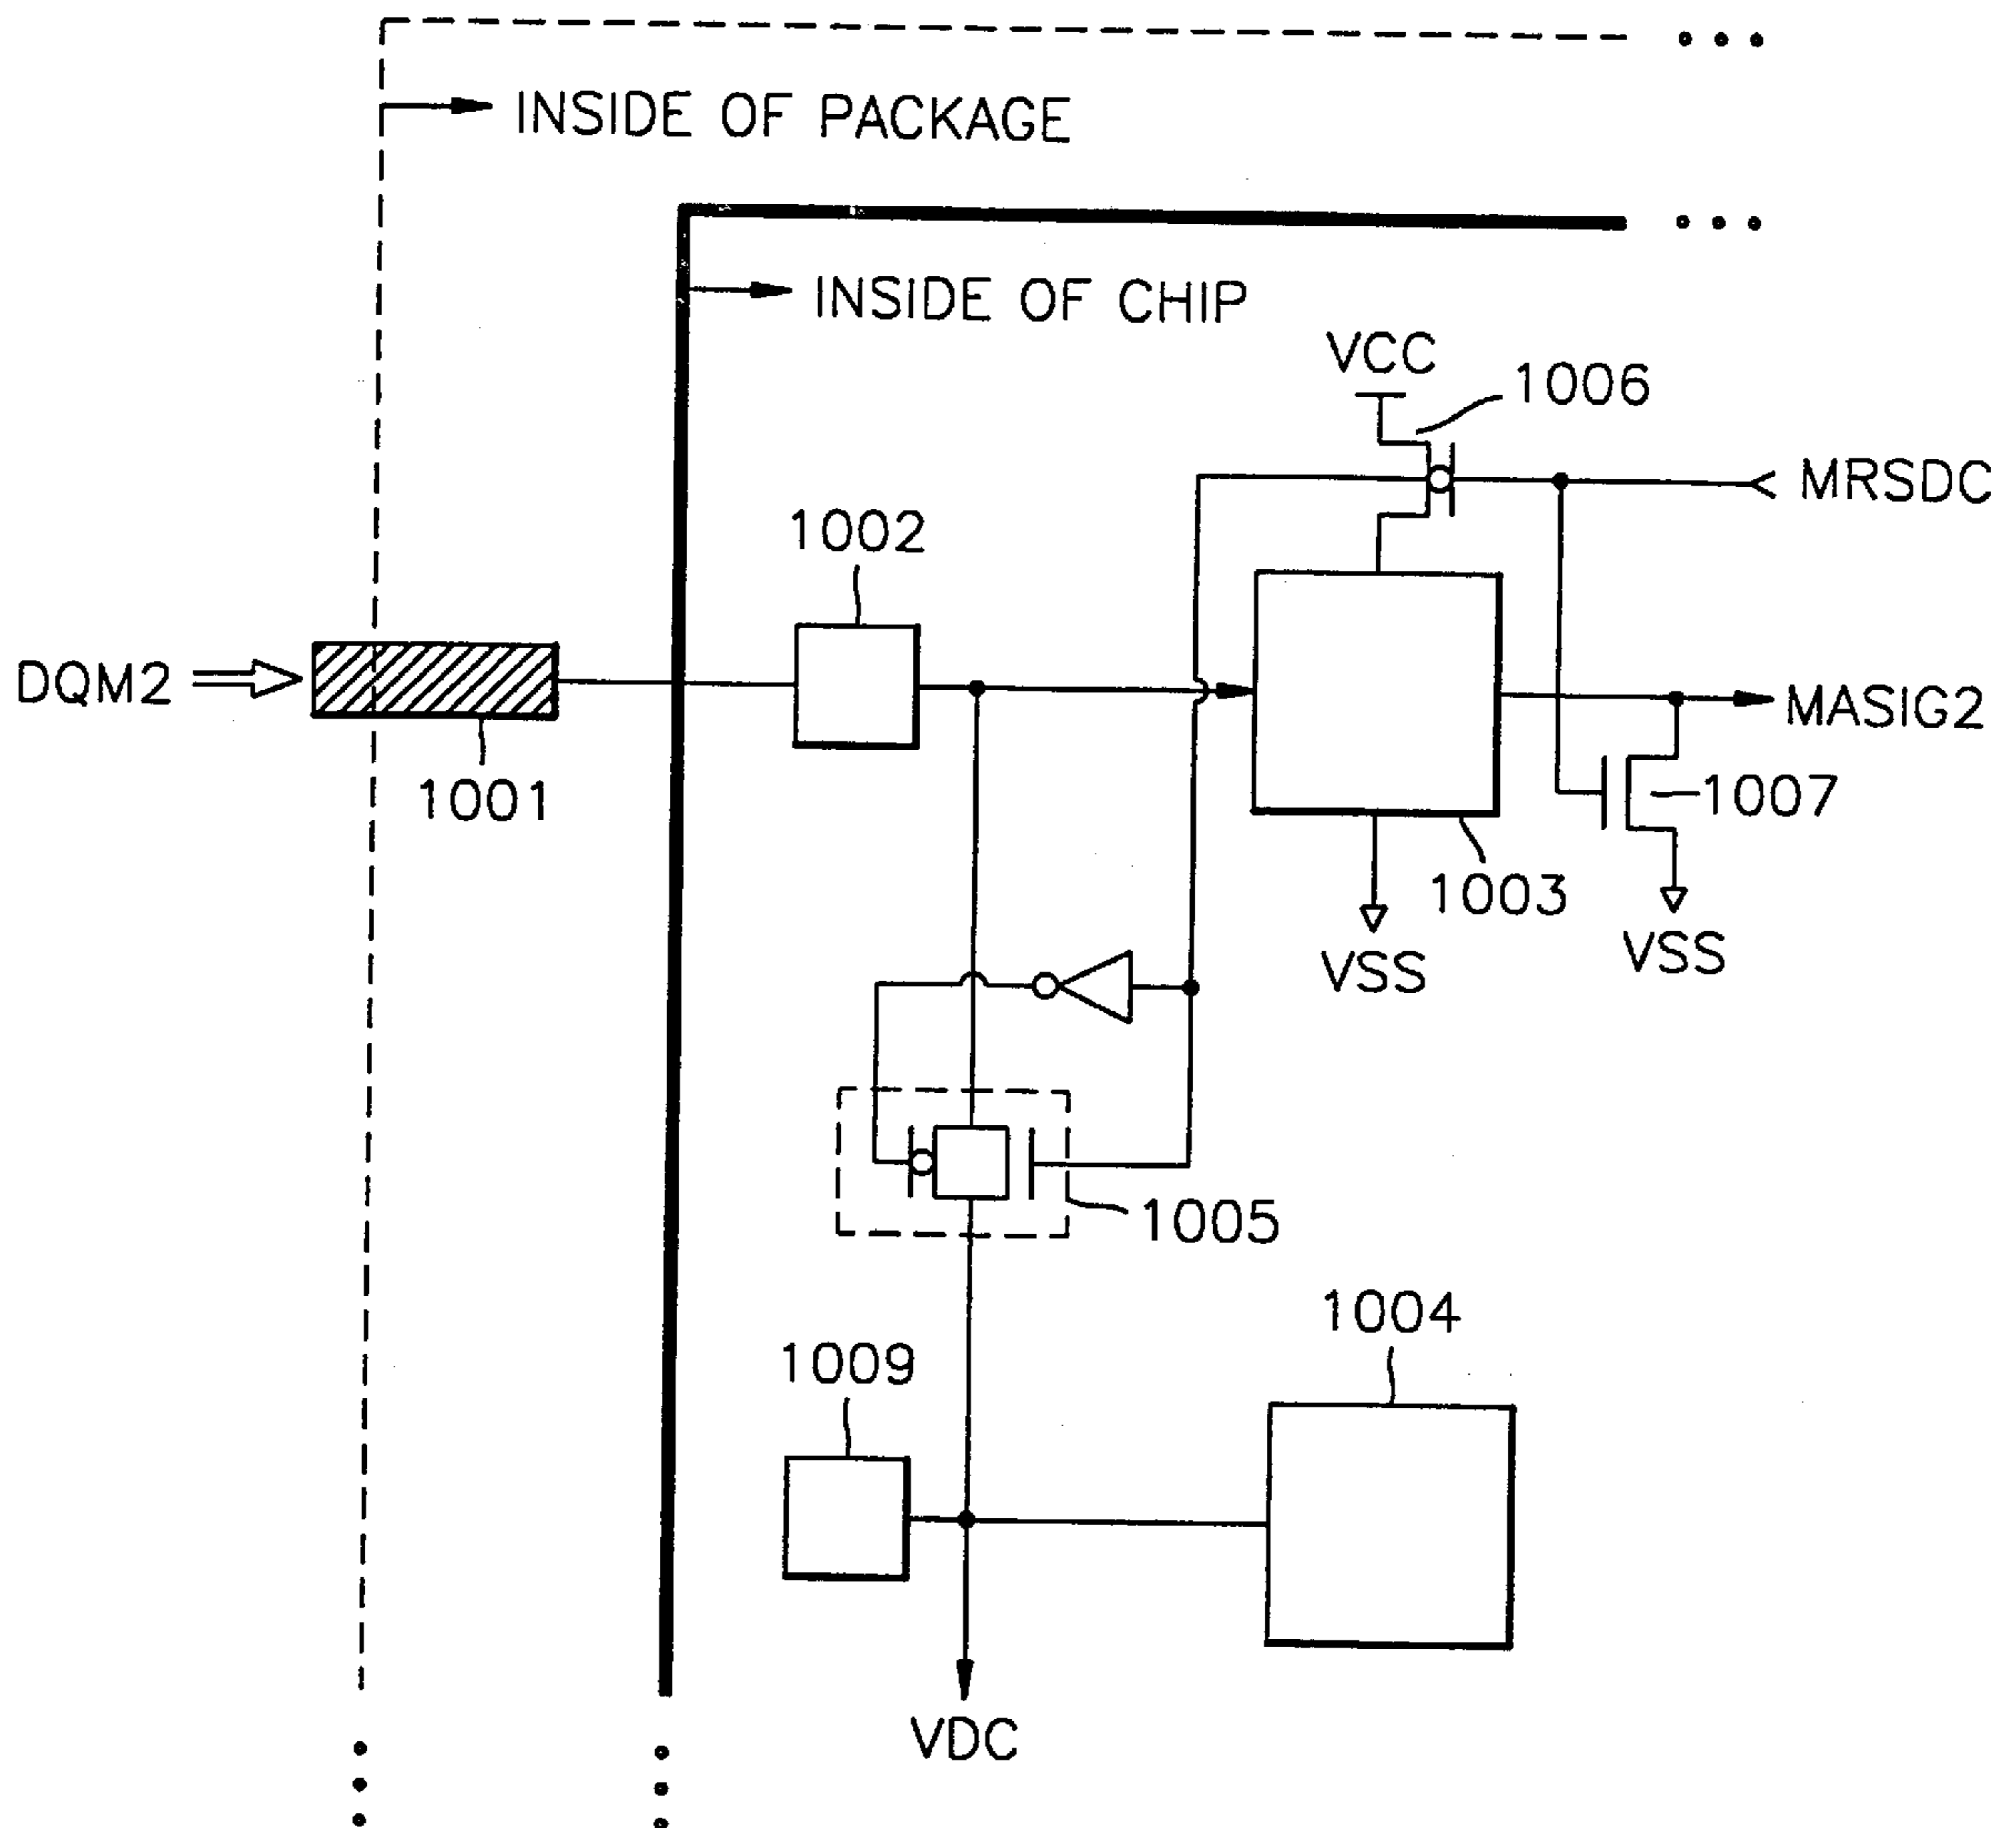 INSIDE OF PACKAGE
INSIDE OF CHIP
VCC
1006
MRSDC
1002
DQM2
MASIG2
1001
1007
1003
VSS
VSS
1005
1004
1009
VDC